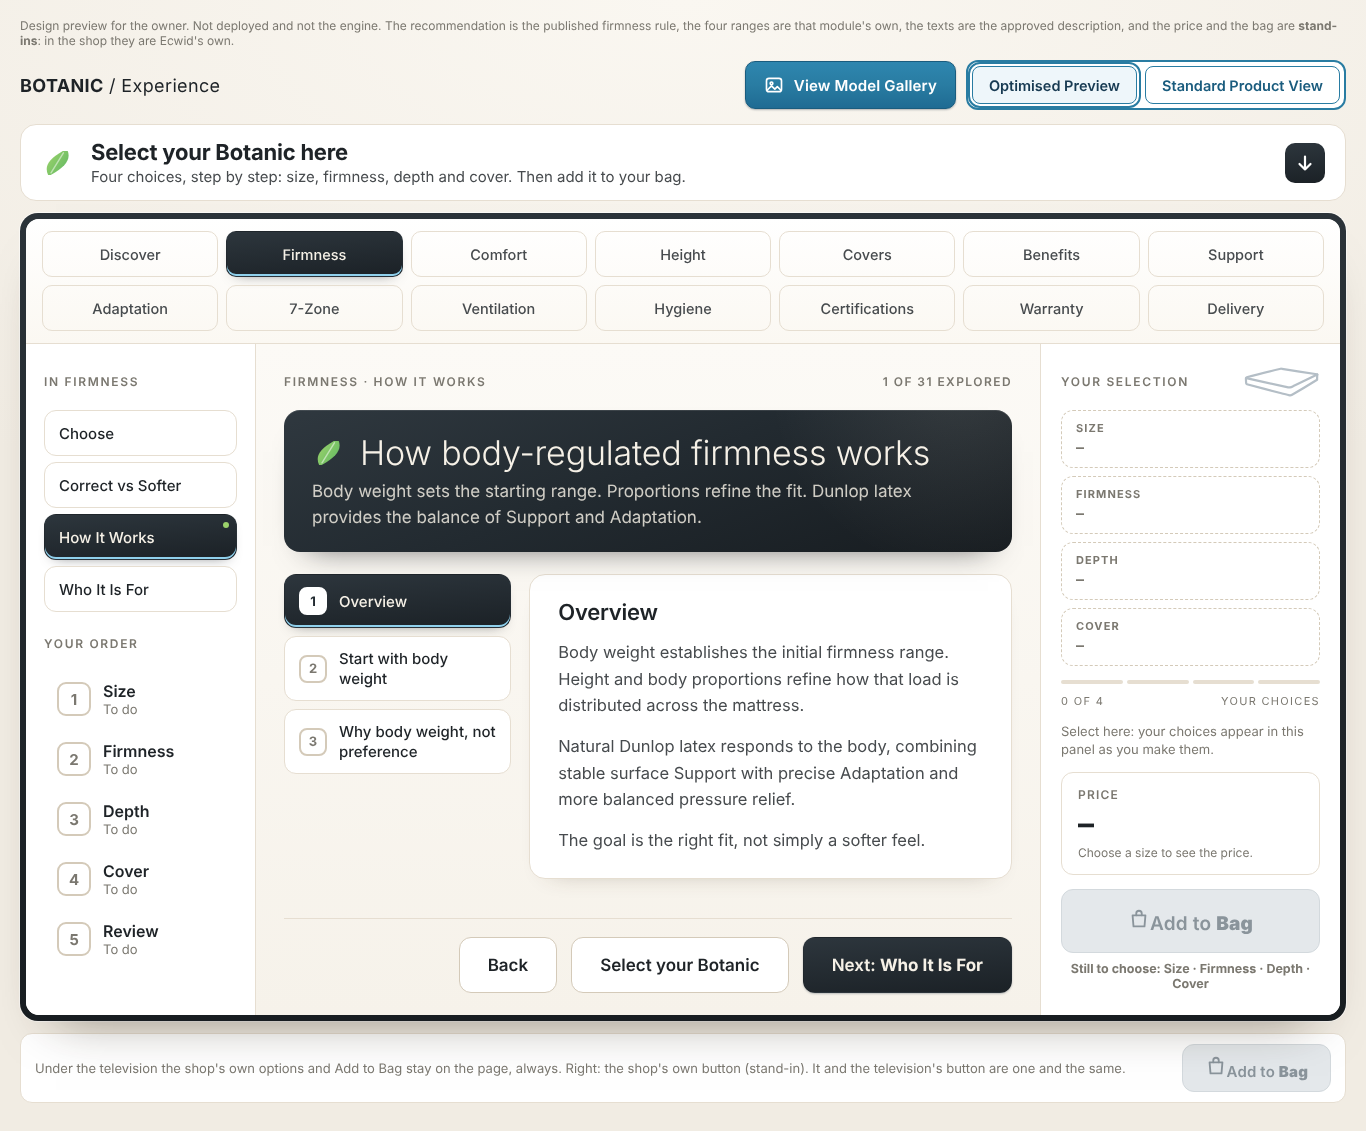 Design preview for the owner. Not deployed and not the engine. The recommendation is the published firmness rule, the four ranges are that module's own, the texts are the approved description, and the price and the bag are stand-
ins: in the shop they are Ecwid's own.
BOTANIC / Experience
View Model Gallery
Optimised Preview
Standard Product View
Select your Botanic here
Four choices, step by step: size, firmness, depth and cover. Then add it to your bag.
Discover
Firmness
Comfort
Height
Covers
Benefits
Support
Adaptation
7-Zone
Ventilation
Hygiene
Certifications
Warranty
Delivery
IN FIRMNESS
Choose
Correct vs Softer
How It Works
Who It Is For
YOUR ORDER
1
Size
To do
2
Firmness
To do
3
Depth
To do
4
Cover
To do
5
Review
To do
FIRMNESS · HOW IT WORKS
1 OF 31 EXPLORED
How body-regulated firmness works
Body weight sets the starting range. Proportions refine the fit. Dunlop latex
provides the balance of Support and Adaptation.
1
Overview
2
Start with body
weight
3
Why body weight, not
preference
Overview
Body weight establishes the initial firmness range.
Height and body proportions refine how that load is
distributed across the mattress.
Natural Dunlop latex responds to the body, combining
stable surface Support with precise Adaptation and
more balanced pressure relief.
The goal is the right fit, not simply a softer feel.
Back
Select your Botanic
Next: Who It Is For
YOUR SELECTION
SIZE
–
FIRMNESS
–
DEPTH
–
COVER
–
0 OF 4
YOUR CHOICES
Select here: your choices appear in this
panel as you make them.
PRICE
–
Choose a size to see the price.
Add to Bag
Still to choose: Size · Firmness · Depth ·
Cover
Under the television the shop's own options and Add to Bag stay on the page, always. Right: the shop's own button (stand-in). It and the television's button are one and the same.
Add to Bag